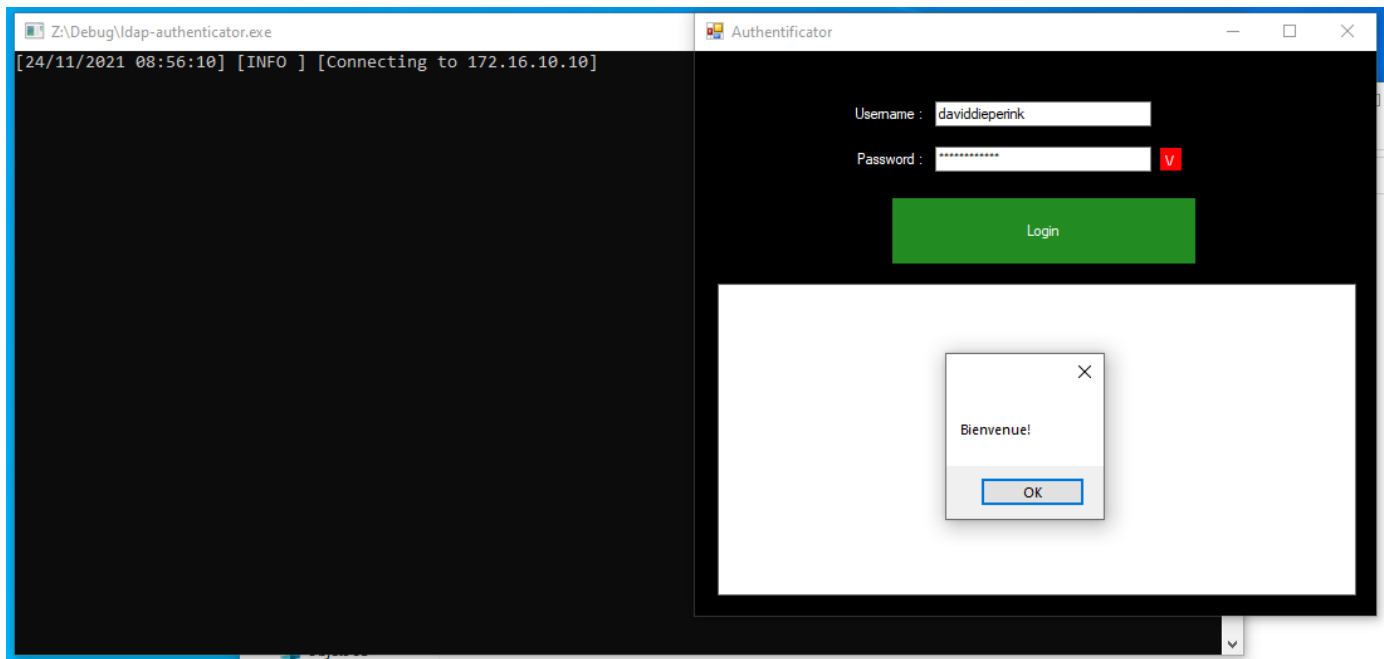 Z:\Debug\ldap-authenticator.exe
[24/11/2021 08:56:10] [INFO ] [Connecting to 172.16.10.10]
Authentificator
Username :
daviddieperink
Password :
************
V
Login
Bienvenue!
OK